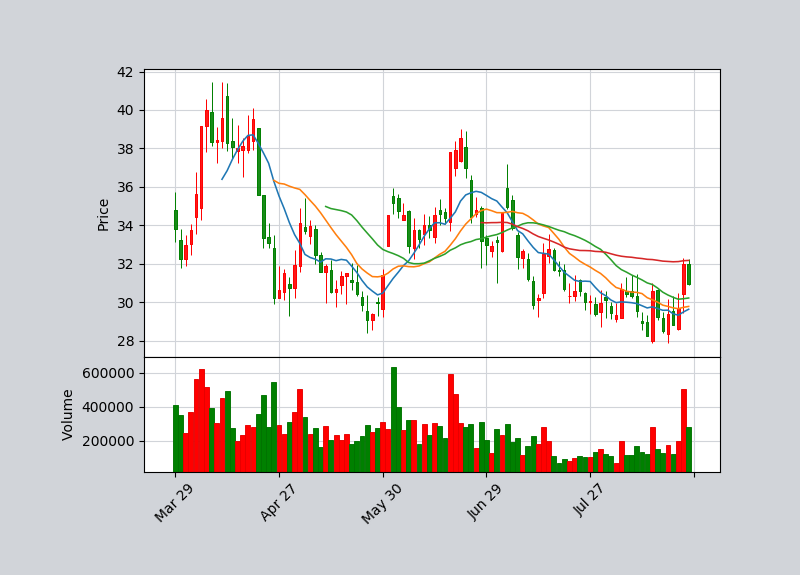 42
40
38
36
34
32
30
28
Price
600000
400000
200000
Volume
Mar 29
Apr 27
May 30
Jun 29
Jul 27